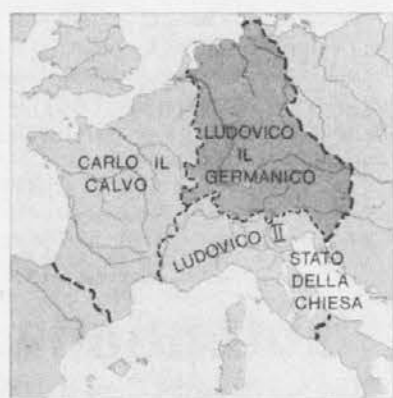 CARLO IL
CALVO
LUDOVICO
IL
GERMANICO
LUDOVICO II
STATO
DELLA
CHIESA